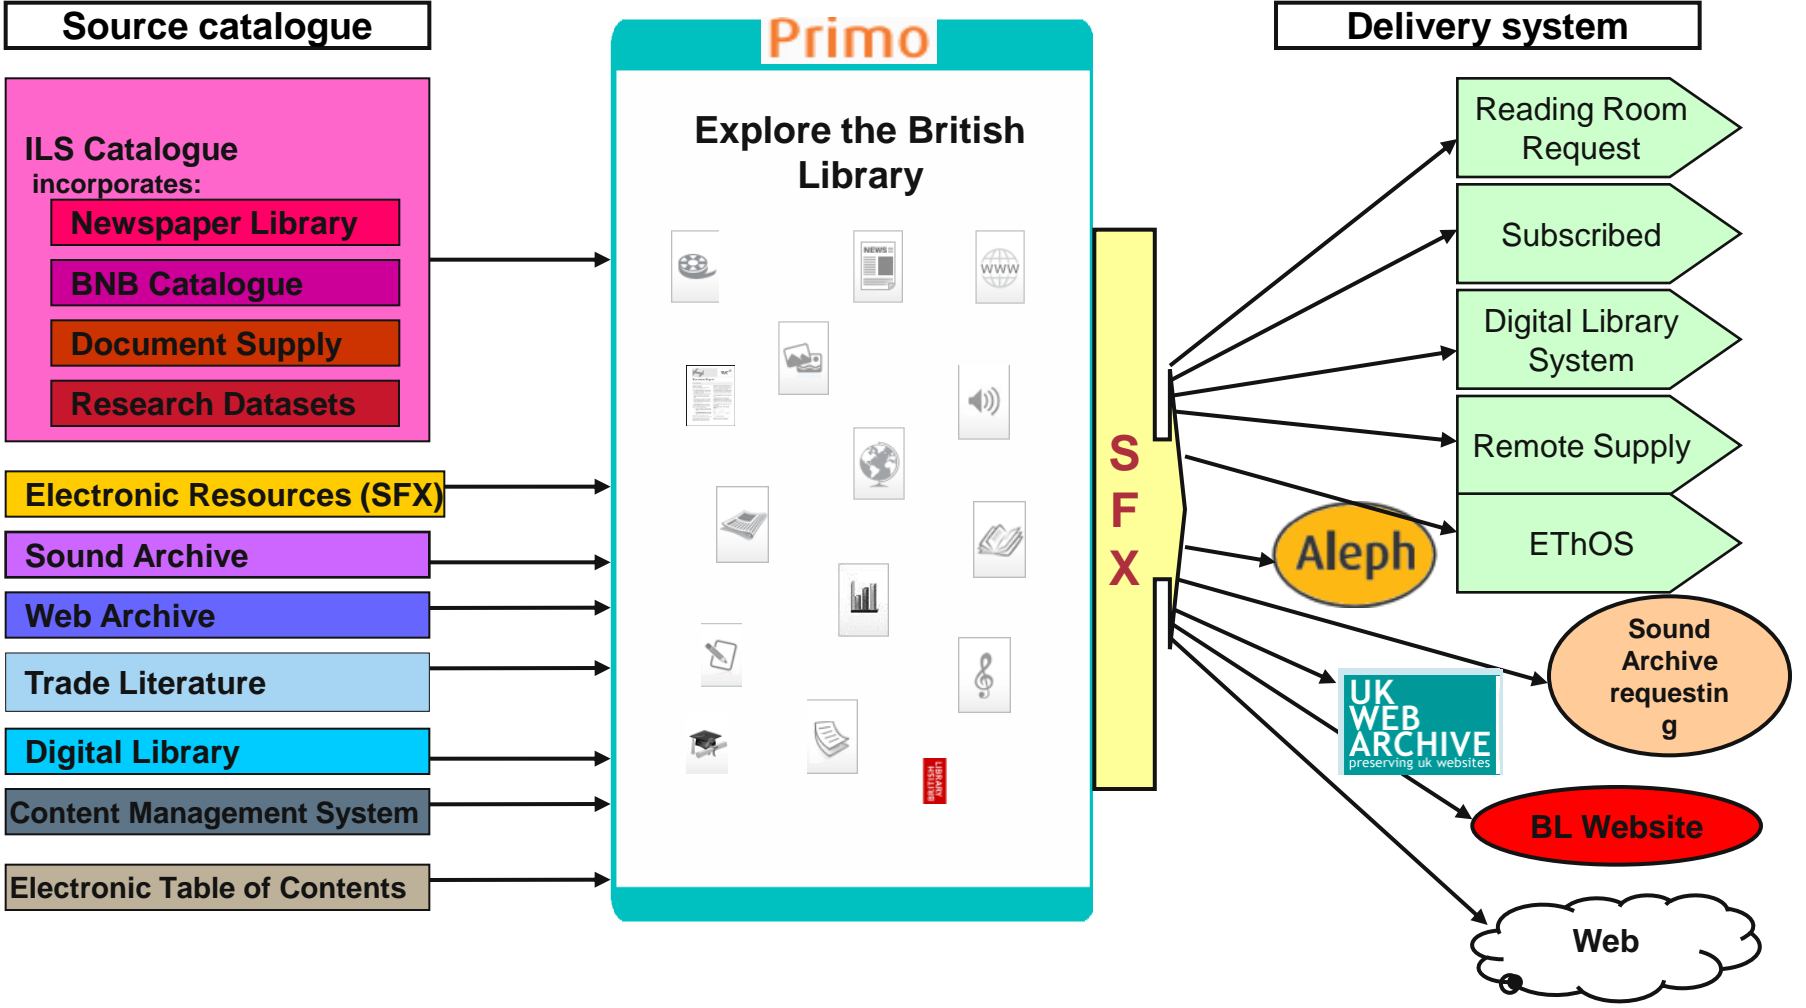 Source catalogue
ILS Catalogue
incorporates:
Newspaper Library
BNB Catalogue
Document Supply
Research Datasets
Electronic Resources (SFX)
Sound Archive
Web Archive
Trade Literature
Digital Library
Content Management System
Electronic Table of Contents
Primo
Explore the British
Library
NEWS
WWW
BRITISH
LIBRARY
S
F
X
Delivery system
Reading Room
Request
Subscribed
Digital Library
System
Remote Supply
EThOS
Aleph
Sound
Archive
requestin
g
UK
WEB
ARCHIVE
preserving uk websites
BL Website
Web